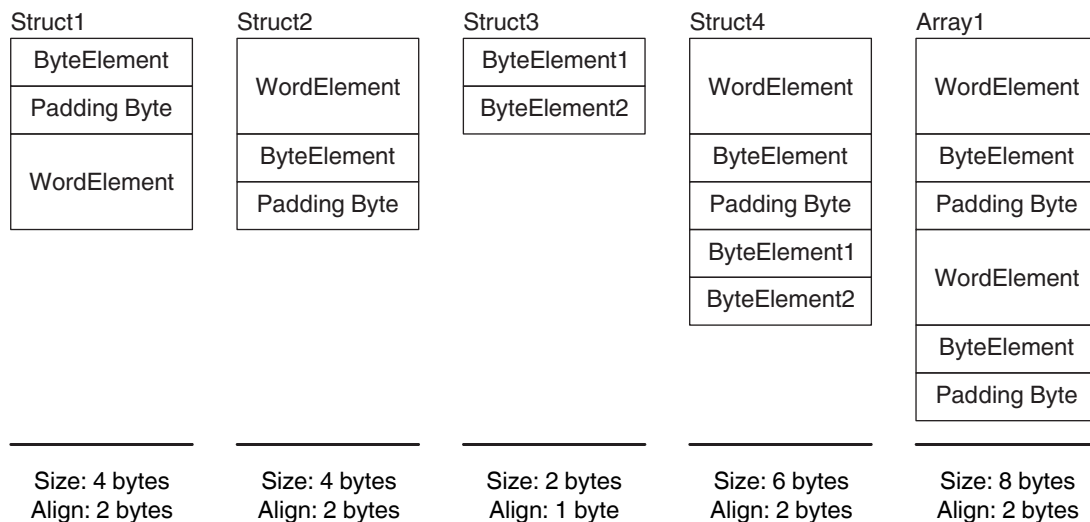 Struct1
ByteElement
Padding Byte
WordElement
Size: 4 bytes
Align: 2 bytes
Struct2
WordElement
ByteElement
Padding Byte
Size: 4 bytes
Align: 2 bytes
Struct3
ByteElement1
ByteElement2
Size: 2 bytes
Align: 1 byte
Struct4
WordElement
ByteElement
Padding Byte
ByteElement1
ByteElement2
Size: 6 bytes
Align: 2 bytes
Array1
WordElement
ByteElement
Padding Byte
WordElement
ByteElement
Padding Byte
Size: 8 bytes
Align: 2 bytes